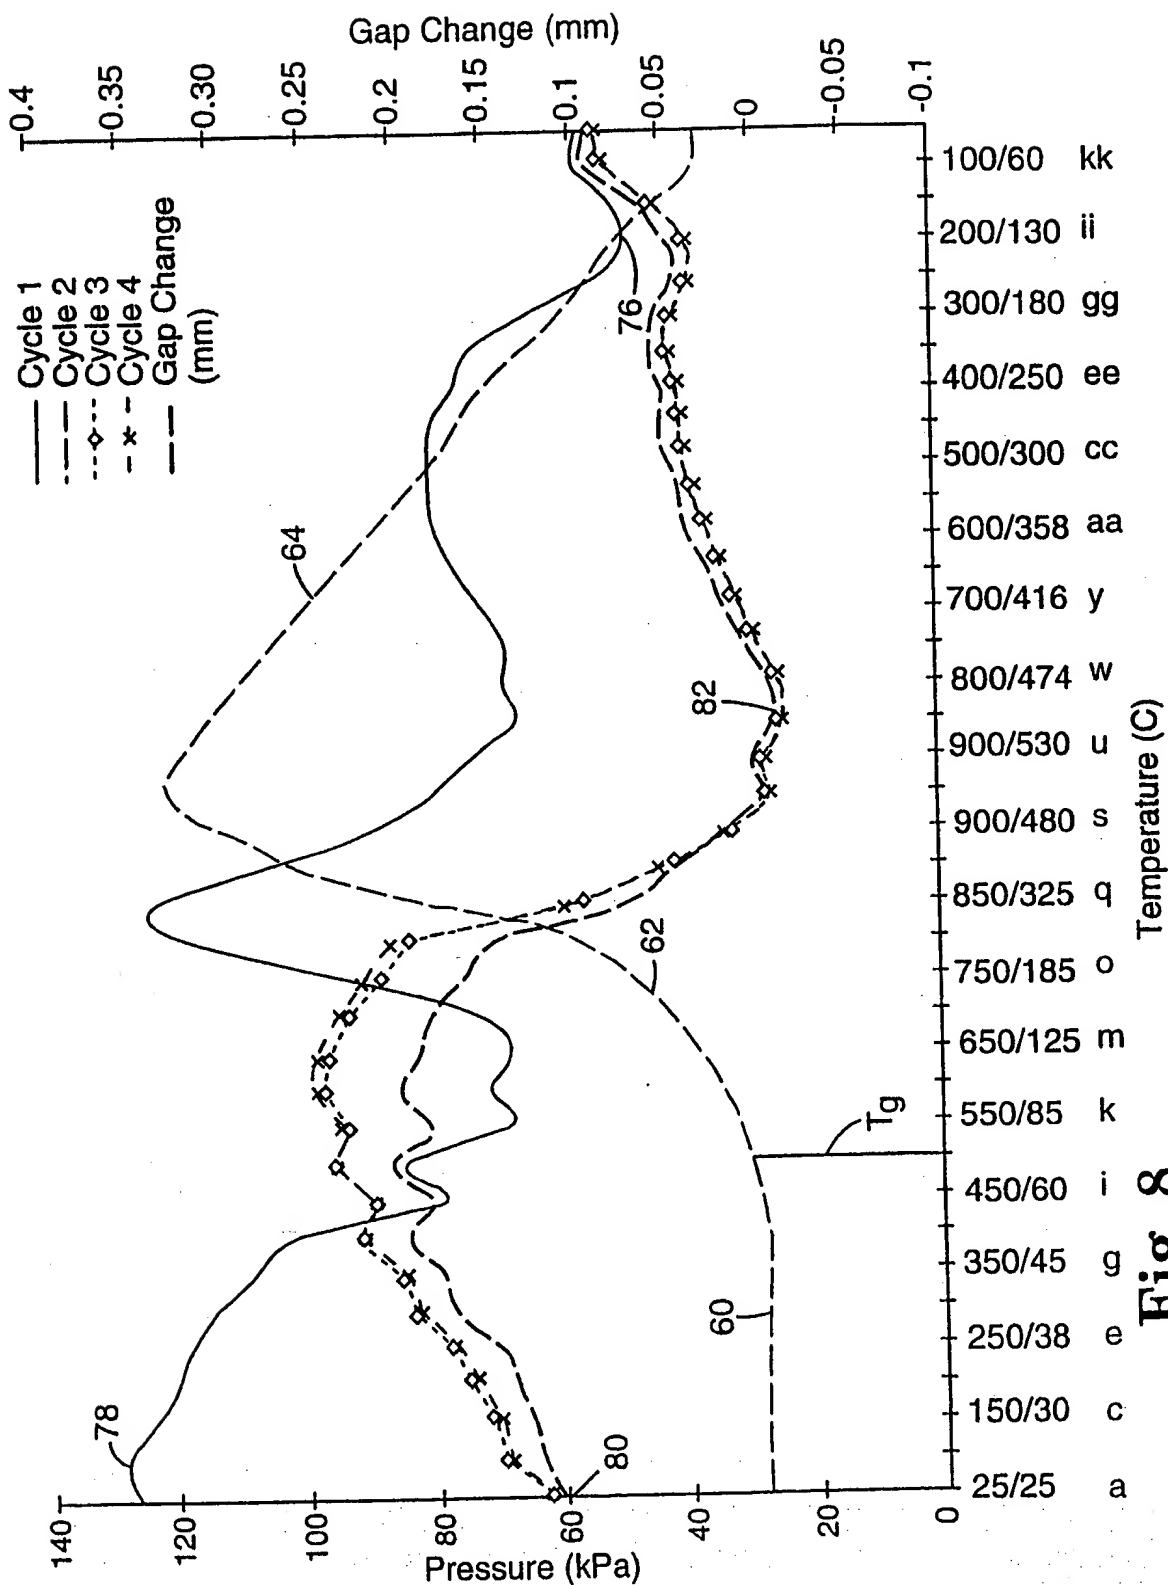 Gap Change (mm)
-0.4
-0.35
-0.30
-0.25
-0.2
-0.15
-0.1
-0.05
-0
-0.05
-0.1
Cycle 1
Cycle 2
Cycle 3
Cycle 4
Gap Change
(mm)
76
64
82
62
60
78
80
Tg
140
120
100
80
60
40
20
0
Pressure (kPa)
100/60 kk
200/130 ii
300/180 gg
400/250 ee
500/300 cc
600/358 aa
700/416 y
800/474 w
900/530 u
900/480 s
850/325 q
750/185 o
650/125 m
550/85 k
450/60 i
350/45 g
250/38 e
150/30 c
25/25 a
Temperature (C)
Fig. 8